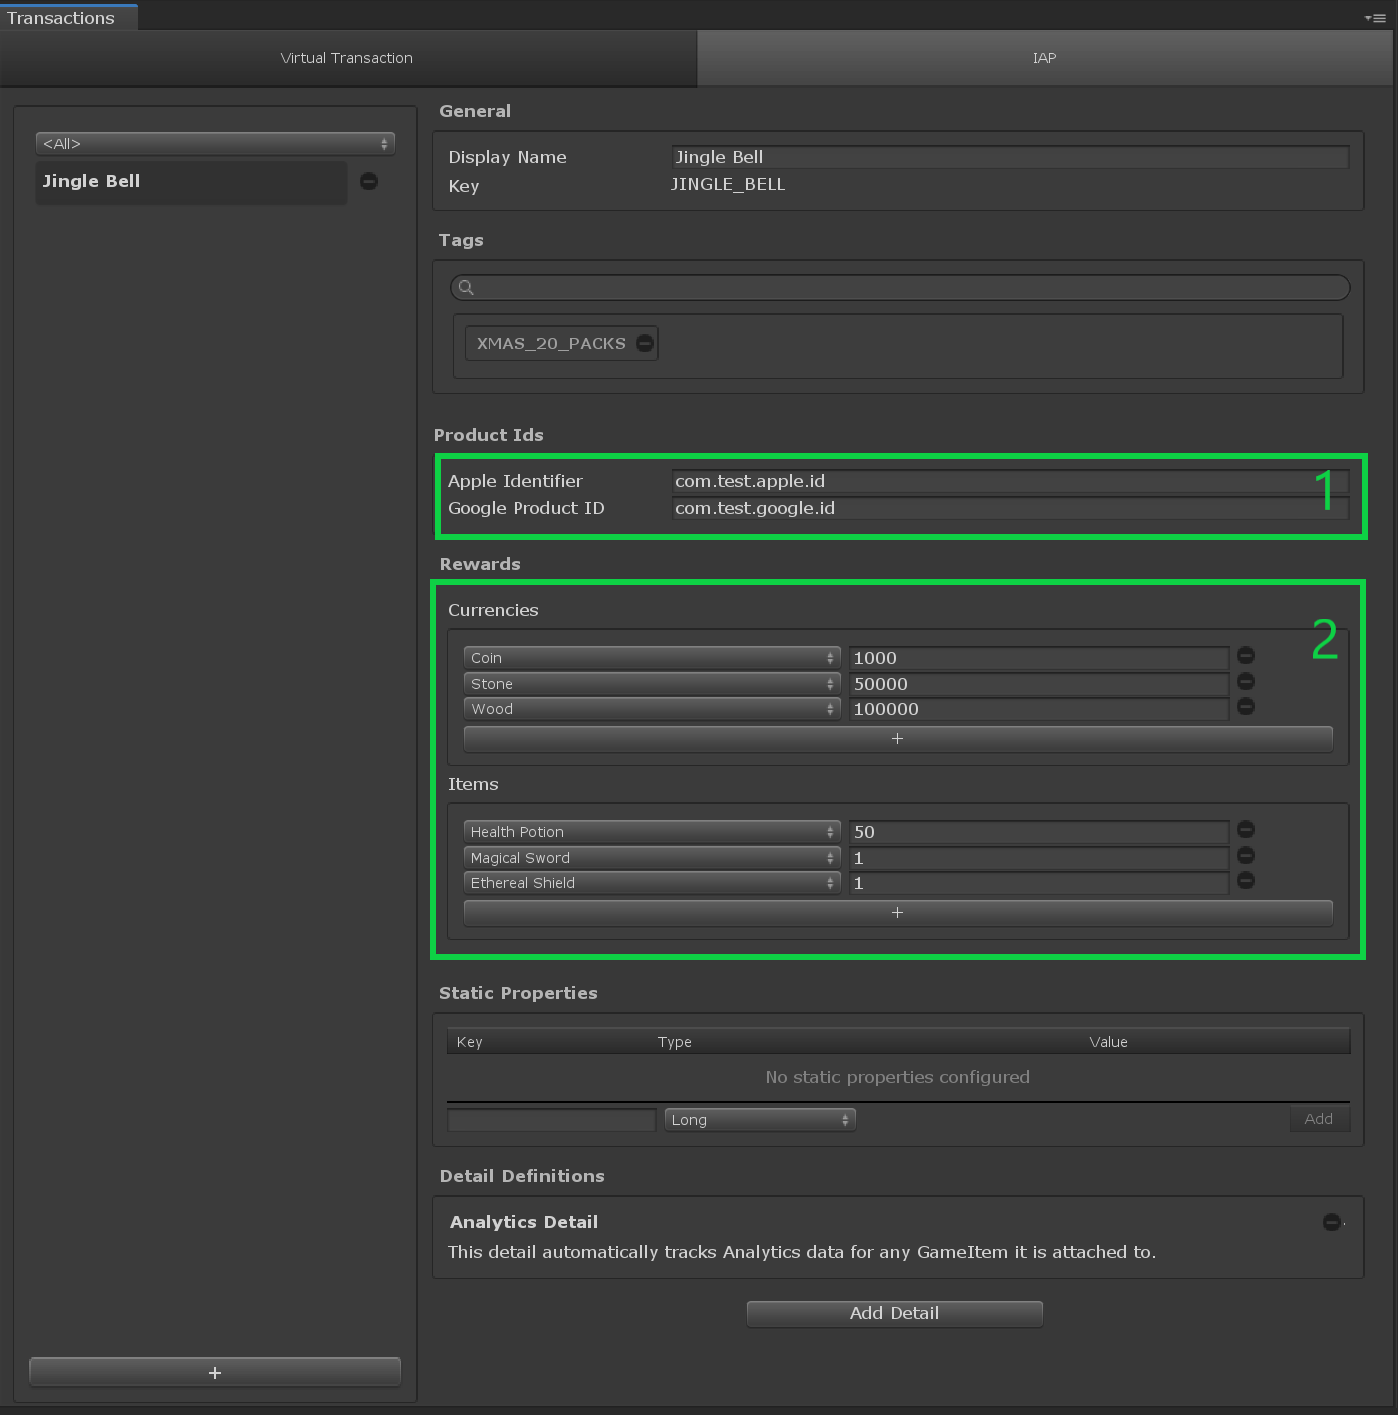 Transactions
Virtual Transaction
IAP
<All>
Jingle Bell
General
Display Name
Jingle Bell
Key
JINGLE_BELL
Tags
XMAS_20_PACKS
Product Ids
1
Apple Identifier
com.test.apple.id
Google Product ID
com.test.google.id
Rewards
2
Currencies
Coin
1000
Stone
50000
Wood
100000
+
Items
Health Potion
50
Magical Sword
1
Ethereal Shield
1
+
Static Properties
Key
Type
Value
No static properties configured
Long
Add
Detail Definitions
Analytics Detail
This detail automatically tracks Analytics data for any GameItem it is attached to.
Add Detail
+